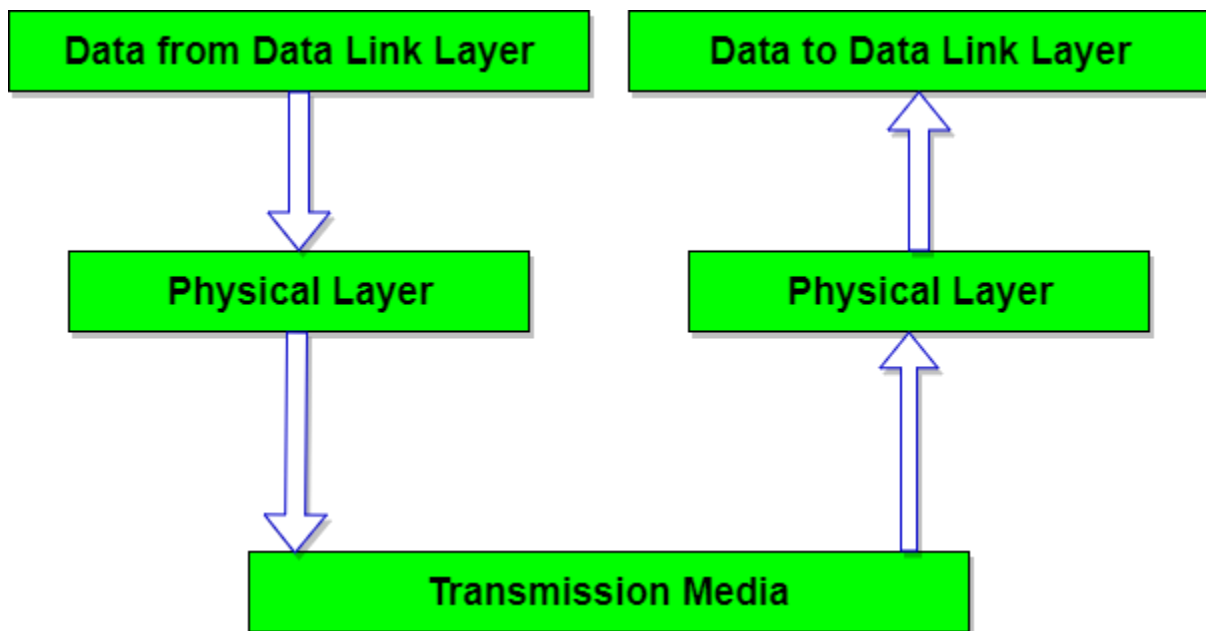 Data from Data Link Layer
Data to Data Link Layer
Physical Layer
Physical Layer
Transmission Media